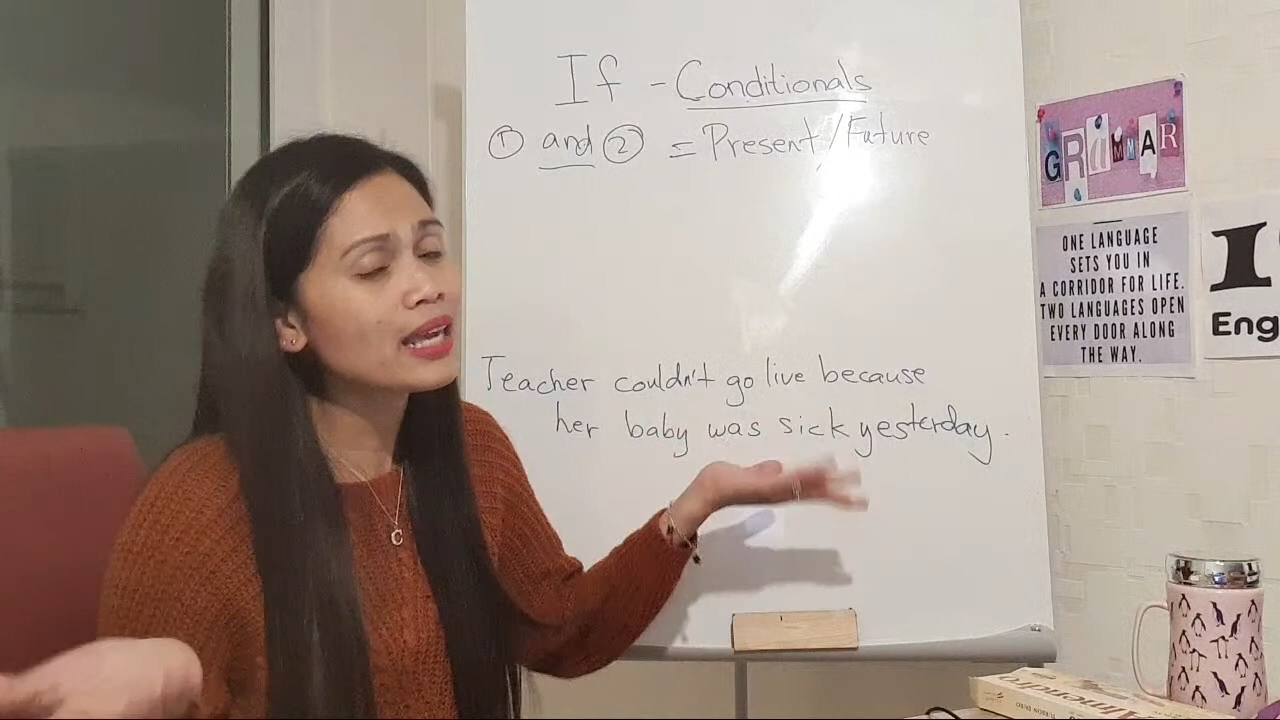 If - Conditionals
① and ② = Present/Future
Teacher couldn't go live because
her baby was sick yesterday.
GRAMMAR
ONE LANGUAGE
SETS YOU IN
A CORRIDOR FOR LIFE.
TWO LANGUAGES OPEN
EVERY DOOR ALONG
THE WAY.
I
Eng
C